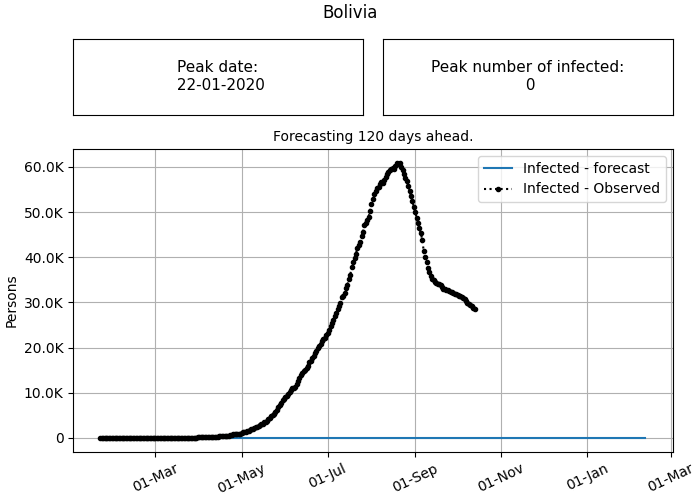 Bolivia
Peak date:
22-01-2020
Peak number of infected:
0
Forecasting 120 days ahead.
Infected - forecast
Infected - Observed
Persons
60.0K
50.0K
40.0K
30.0K
20.0K
10.0K
0
01-Mar
01-May
01-Jul
01-Sep
01-Nov
01-Jan
01-Mar